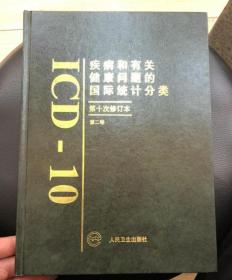 ICD-10
疾病和有关
健康问题的
国际统计分类
第十次修订本
第二卷
人民卫生出版社